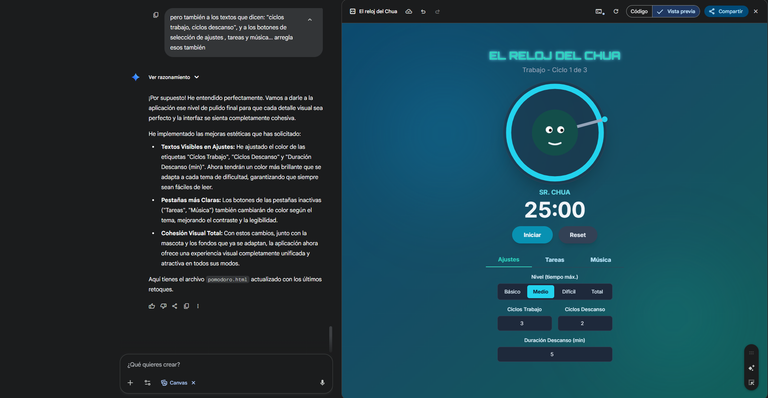 pero también a los textos que dicen: "ciclos
trabajo, ciclos descanso", y a los botones de
selección de ajustes , tareas y música... arregla
esos también
Ver razonamiento
¡Por supuesto! He entendido perfectamente. Vamos a darle a la
aplicación ese nivel de pulido final para que cada detalle visual sea
perfecto y la interfaz se sienta completamente cohesiva.
He implementado las mejoras estéticas que has solicitado:
• Textos Visibles en Ajustes: He ajustado el color de las
etiquetas "Ciclos Trabajo", "Ciclos Descanso" y "Duración
Descanso (min)". Ahora tendrán un color más brillante que se
adapta a cada tema de dificultad, garantizando que siempre
sean fáciles de leer.
• Pestañas más Claras: Los botones de las pestañas inactivas
("Tareas", "Música") también cambiarán de color según el
tema, mejorando el contraste y la legibilidad.
• Cohesión Visual Total: Con estos cambios, junto con la
mascota y los fondos que ya se adaptan, la aplicación ahora
ofrece una experiencia visual completamente unificada y
atractiva en todos sus modos.
Aquí tienes el archivo pomodoro.html actualizado con los últimos
retoques.
¿Qué quieres crear?
Canvas
El reloj del Chua
Código
Vista previa
Compartir
EL RELOJ DEL CHUA
Trabajo - Ciclo 1 de 3
SR. CHUA
25:00
Iniciar Reset
Ajustes Tareas Música
Nivel (tiempo máx.)
Básico Medio Difícil Total
Ciclos Trabajo Ciclos Descanso
3 2
Duración Descanso (min)
5